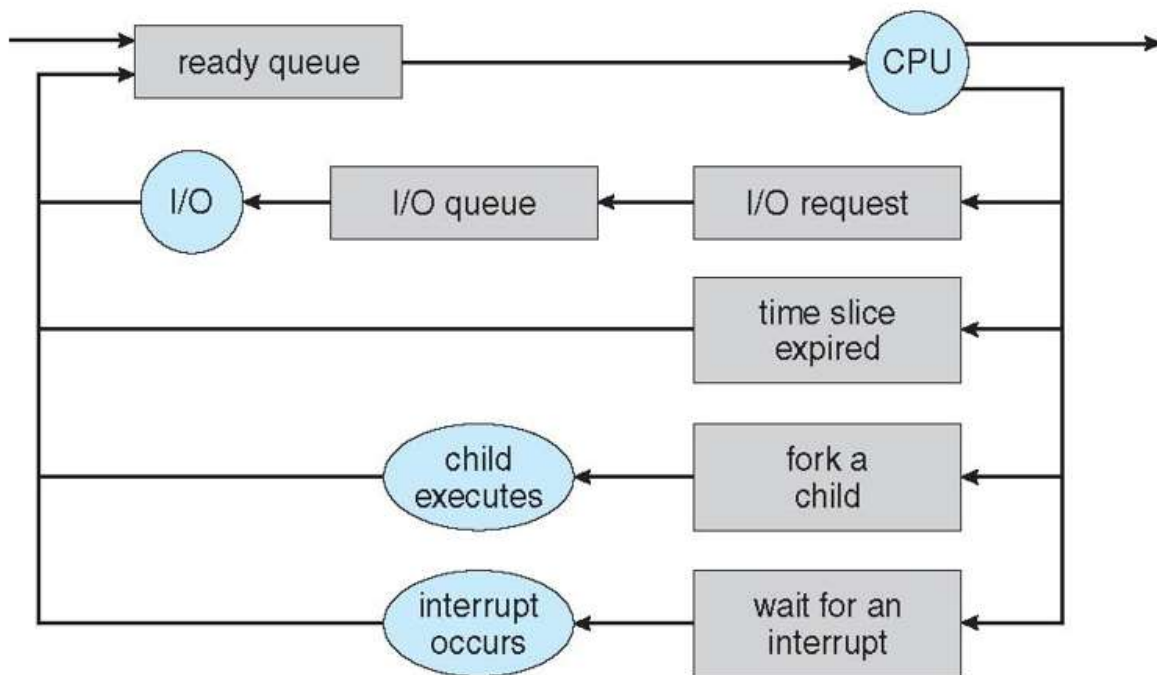 ready queue
CPU
I/O
I/O queue
I/O request
time slice
expired
child
executes
fork a
child
interrupt
occurs
wait for an
interrupt